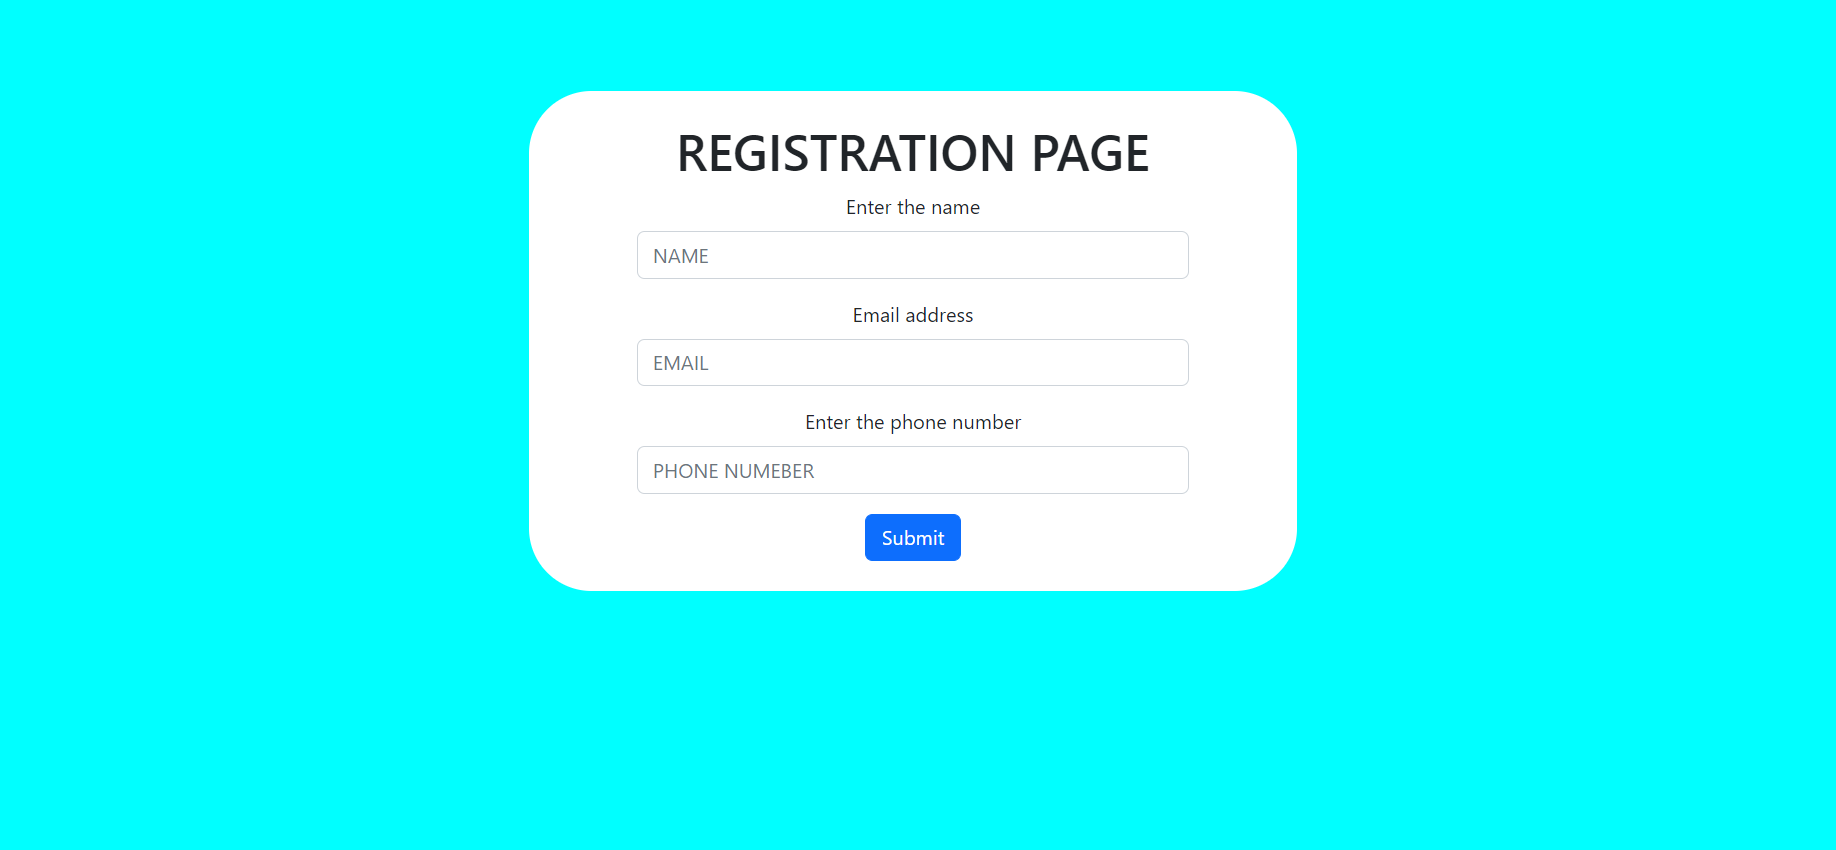 REGISTRATION PAGE
Enter the name
NAME
Email address
EMAIL
Enter the phone number
PHONE NUMEBER
Submit